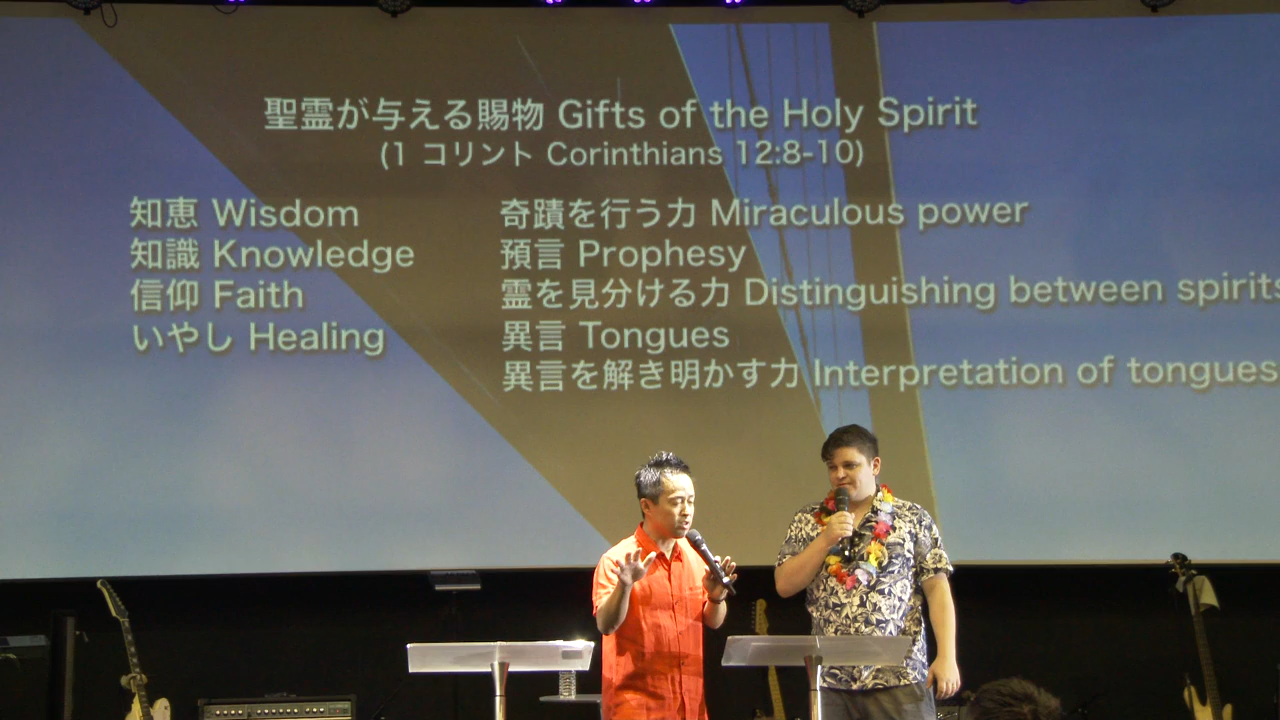 聖霊が与える賜物 Gifts of the Holy Spirit
(1 コリント Corinthians 12:8-10)
知恵 Wisdom
知識 Knowledge
信仰 Faith
いやし Healing
奇蹟を行う力 Miraculous power
預言 Prophesy
霊を見分ける力 Distinguishing between spirits
異言 Tongues
異言を解き明かす力 Interpretation of tongues